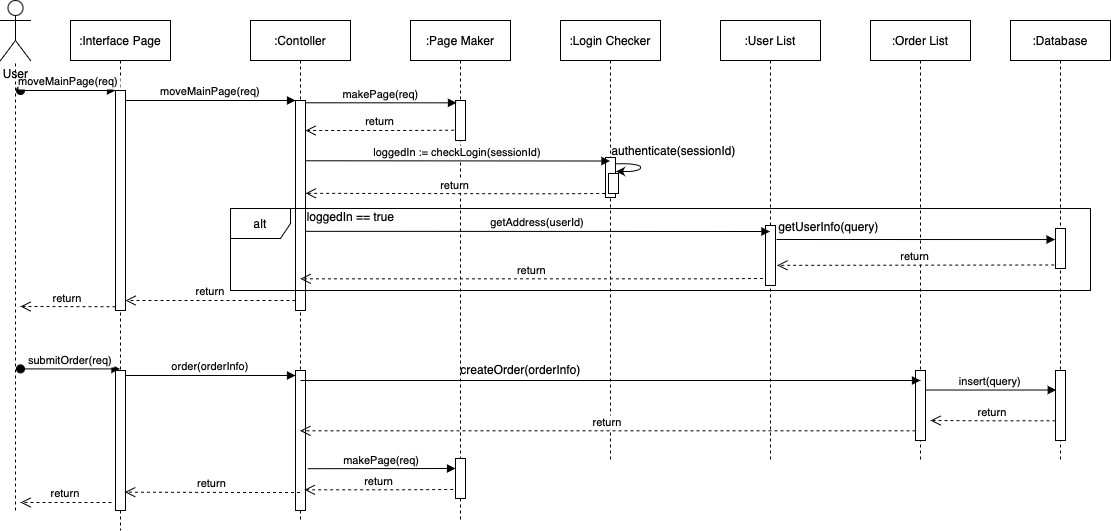 :Interface Page
:Contoller
:Page Maker
:Login Checker
:User List
:Order List
:Database
User
moveMainPage(req)
moveMainPage(req)
makePage(req)
return
loggedIn := checkLogin(sessionId)
authenticate(sessionId)
return
alt
loggedIn == true
getAddress(userId)
getUserInfo(query)
return
return
return
return
submitOrder(req)
order(orderInfo)
createOrder(orderInfo)
insert(query)
return
return
makePage(req)
return
return
return